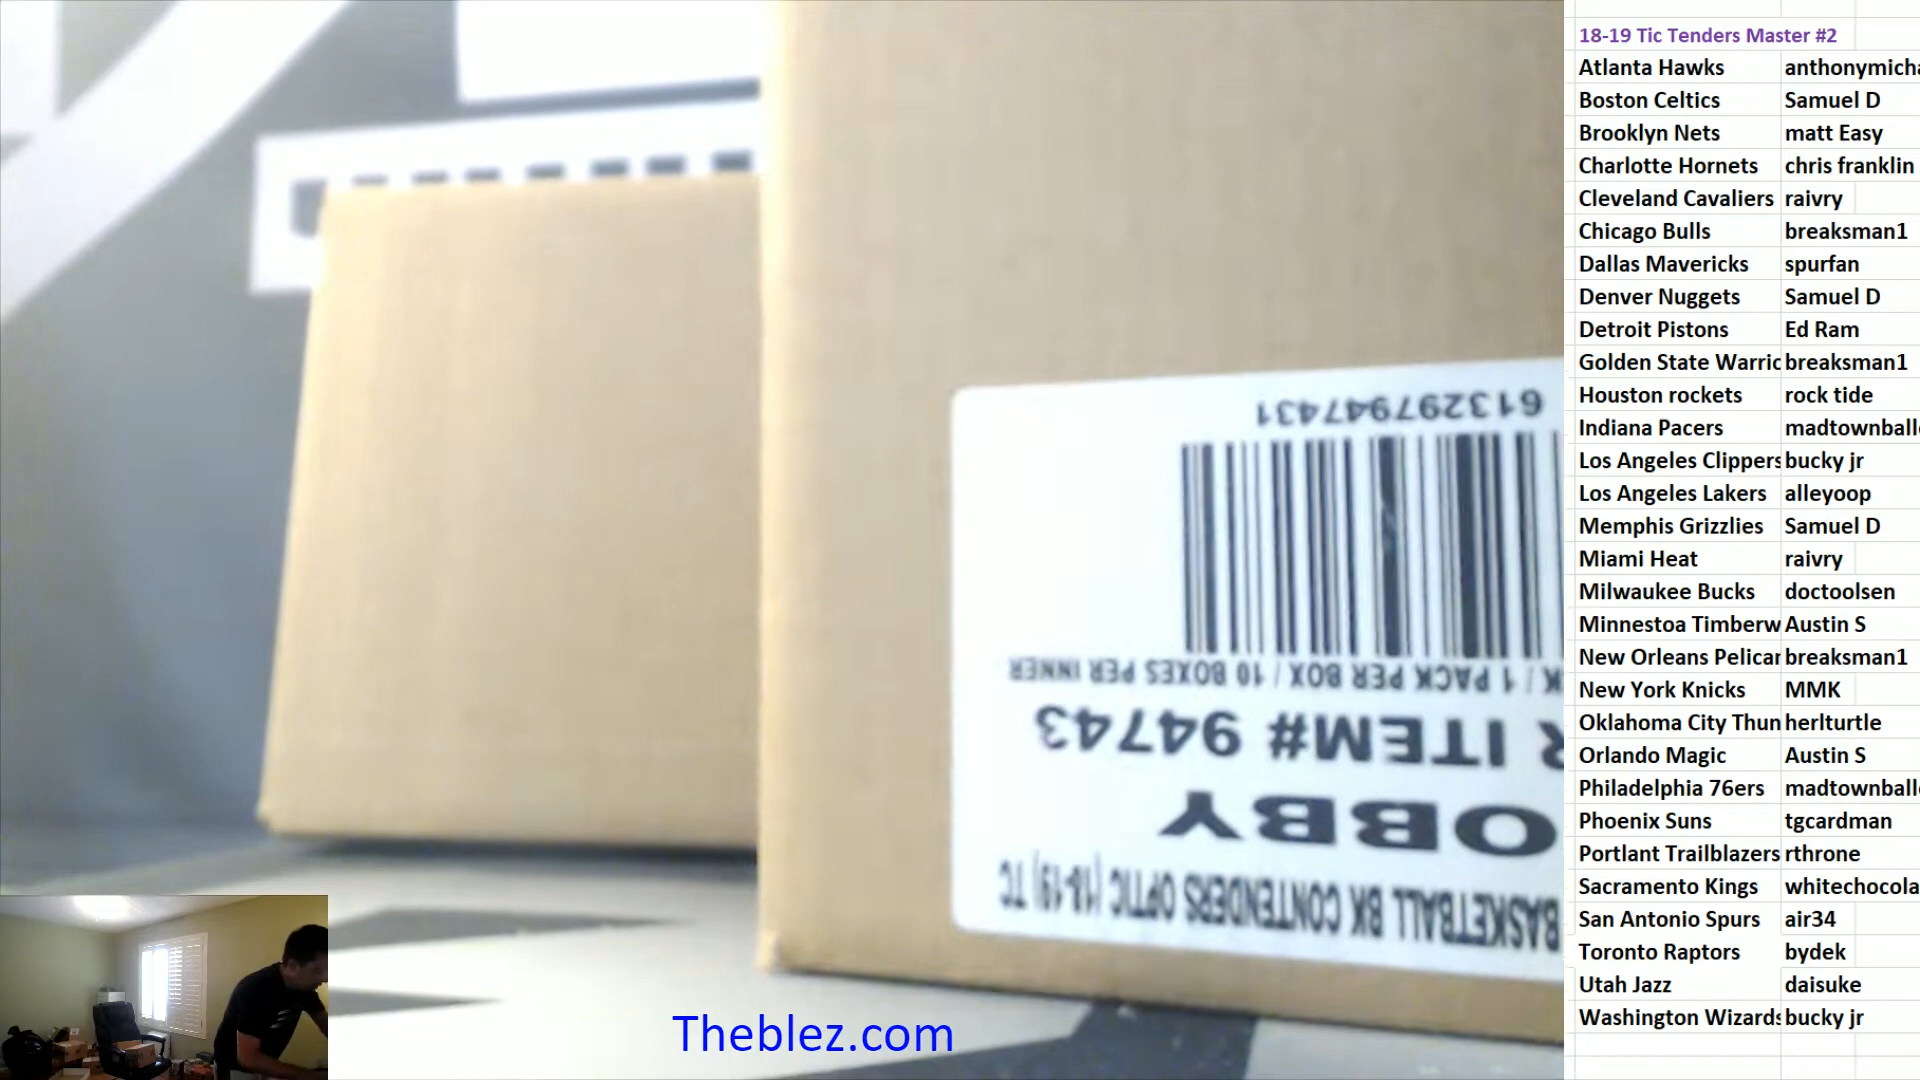 18-19 Tic Tenders Master #2
Atlanta Hawks anthonymicha
Boston Celtics Samuel D
Brooklyn Nets matt Easy
Charlotte Hornets chris franklin
Cleveland Cavaliers raivry
Chicago Bulls breaksman1
Dallas Mavericks spurfan
Denver Nuggets Samuel D
Detroit Pistons Ed Ram
Golden State Warric breaksman1
Houston rockets rock tide
Indiana Pacers madtownball
Los Angeles Clippers bucky jr
Los Angeles Lakers alleyoop
Memphis Grizzlies Samuel D
Miami Heat raivry
Milwaukee Bucks doctoolsen
Minnestoa Timberw Austin S
New Orleans Pelicar breaksman1
New York Knicks MMK
Oklahoma City Thun herlturtle
Orlando Magic Austin S
Philadelphia 76ers madtownball
Phoenix Suns tgcardman
Portlant Trailblazers rthrone
Sacramento Kings whitechocola
San Antonio Spurs air34
Toronto Raptors bydek
Utah Jazz daisuke
Washington Wizards bucky jr
BASKETBALL BK CONTENDERS OPTIC (18-19) TC
OBBY
R ITEM# 94743
K / 1 PACK PER BOX / 10 BOXES PER INNER
613297947431
Theblez.com